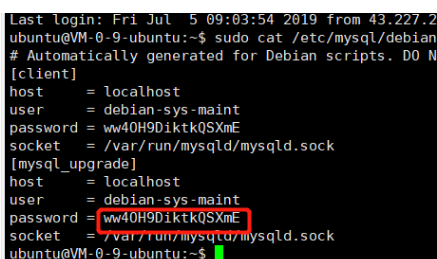 Last login: Fri Jul  5 09:03:54 2019 from 43.227.2
ubuntu@VM-0-9-ubuntu:~$ sudo cat /etc/mysql/debian
# Automatically generated for Debian scripts. DO N
[client]
host     = localhost
user     = debian-sys-maint
password = ww4OH9DiktkQSXmE
socket   = /var/run/mysqld/mysqld.sock
[mysql_upgrade]
host     = localhost
user     = debian-sys-maint
password = ww4OH9DiktkQSXmE
socket   = /var/run/mysqld/mysqld.sock
ubuntu@VM-0-9-ubuntu:~$